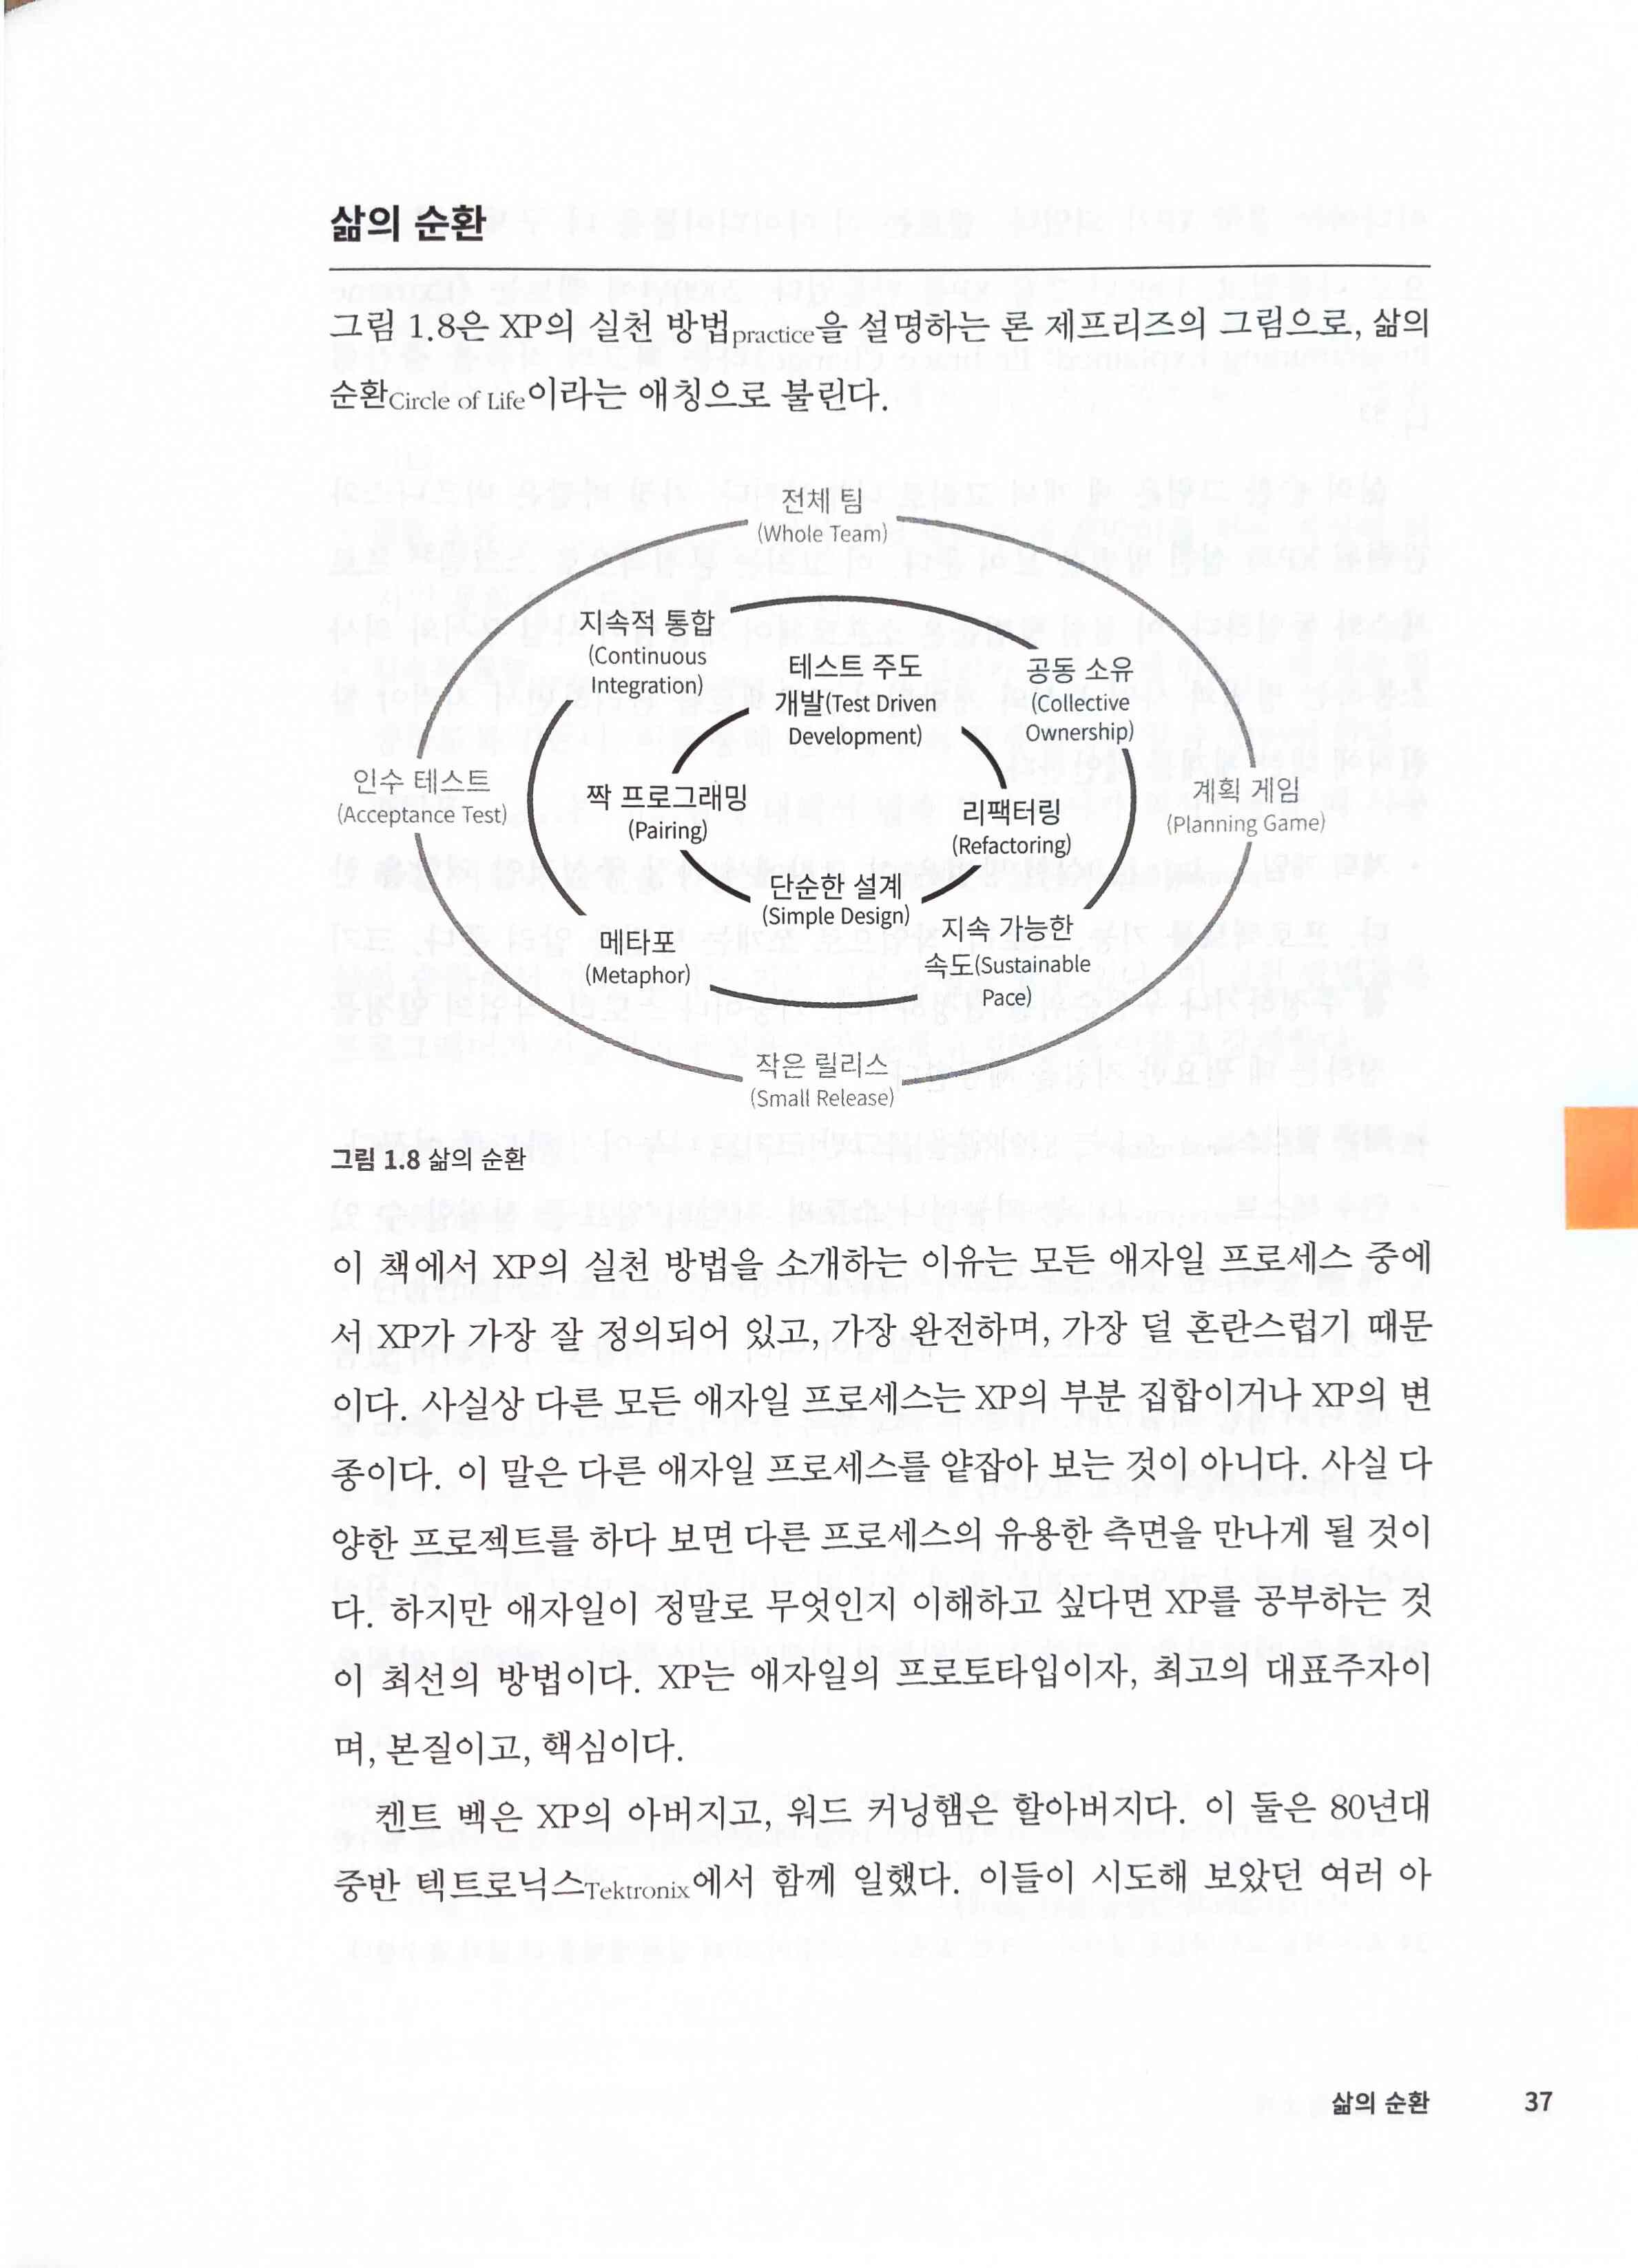 삶의 순환
그림 1.8은 XP의 실천 방법practice을 설명하는 론 제프리즈의 그림으로, 삶의
순환Circle of Life이라는 애칭으로 불린다.
전체 팀
(Whole Team)
지속적 통합
(Continuous
Integration)
테스트 주도
개발(Test Driven
Development)
공동 소유
(Collective
Ownership)
인수 테스트
(Acceptance Test)
짝 프로그래밍
(Pairing)
리팩터링
(Refactoring)
계획 게임
(Planning Game)
단순한 설계
(Simple Design)
메타포
(Metaphor)
지속 가능한
속도(Sustainable
Pace)
작은 릴리스
(Small Release)
그림 1.8 삶의 순환
이 책에서 XP의 실천 방법을 소개하는 이유는 모든 애자일 프로세스 중에
서 XP가 가장 잘 정의되어 있고, 가장 완전하며, 가장 덜 혼란스럽기 때문
이다. 사실상 다른 모든 애자일 프로세스는 XP의 부분 집합이거나 XP의 변
종이다. 이 말은 다른 애자일 프로세스를 얕잡아 보는 것이 아니다. 사실 다
양한 프로젝트를 하다 보면 다른 프로세스의 유용한 측면을 만나게 될 것이
다. 하지만 애자일이 정말로 무엇인지 이해하고 싶다면 XP를 공부하는 것
이 최선의 방법이다. XP는 애자일의 프로토타입이자, 최고의 대표주자이
며, 본질이고, 핵심이다.
켄트 벡은 XP의 아버지고, 워드 커닝햄은 할아버지다. 이 둘은 80년대
중반 텍트로닉스Tektronix에서 함께 일했다. 이들이 시도해 보았던 여러 아
삶의 순환 37